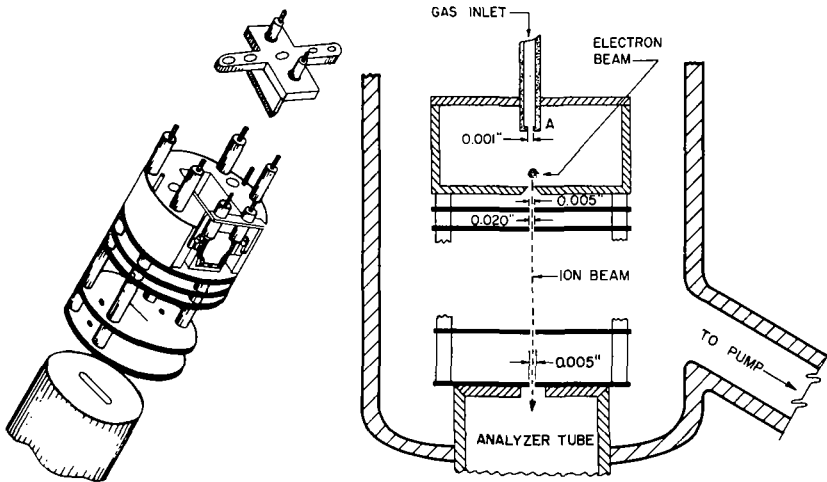 GAS INLET
ELECTRON
BEAM
A
0.001"
0.005"
0.020"
ION BEAM
0.005"
TO PUMP
ANALYZER TUBE